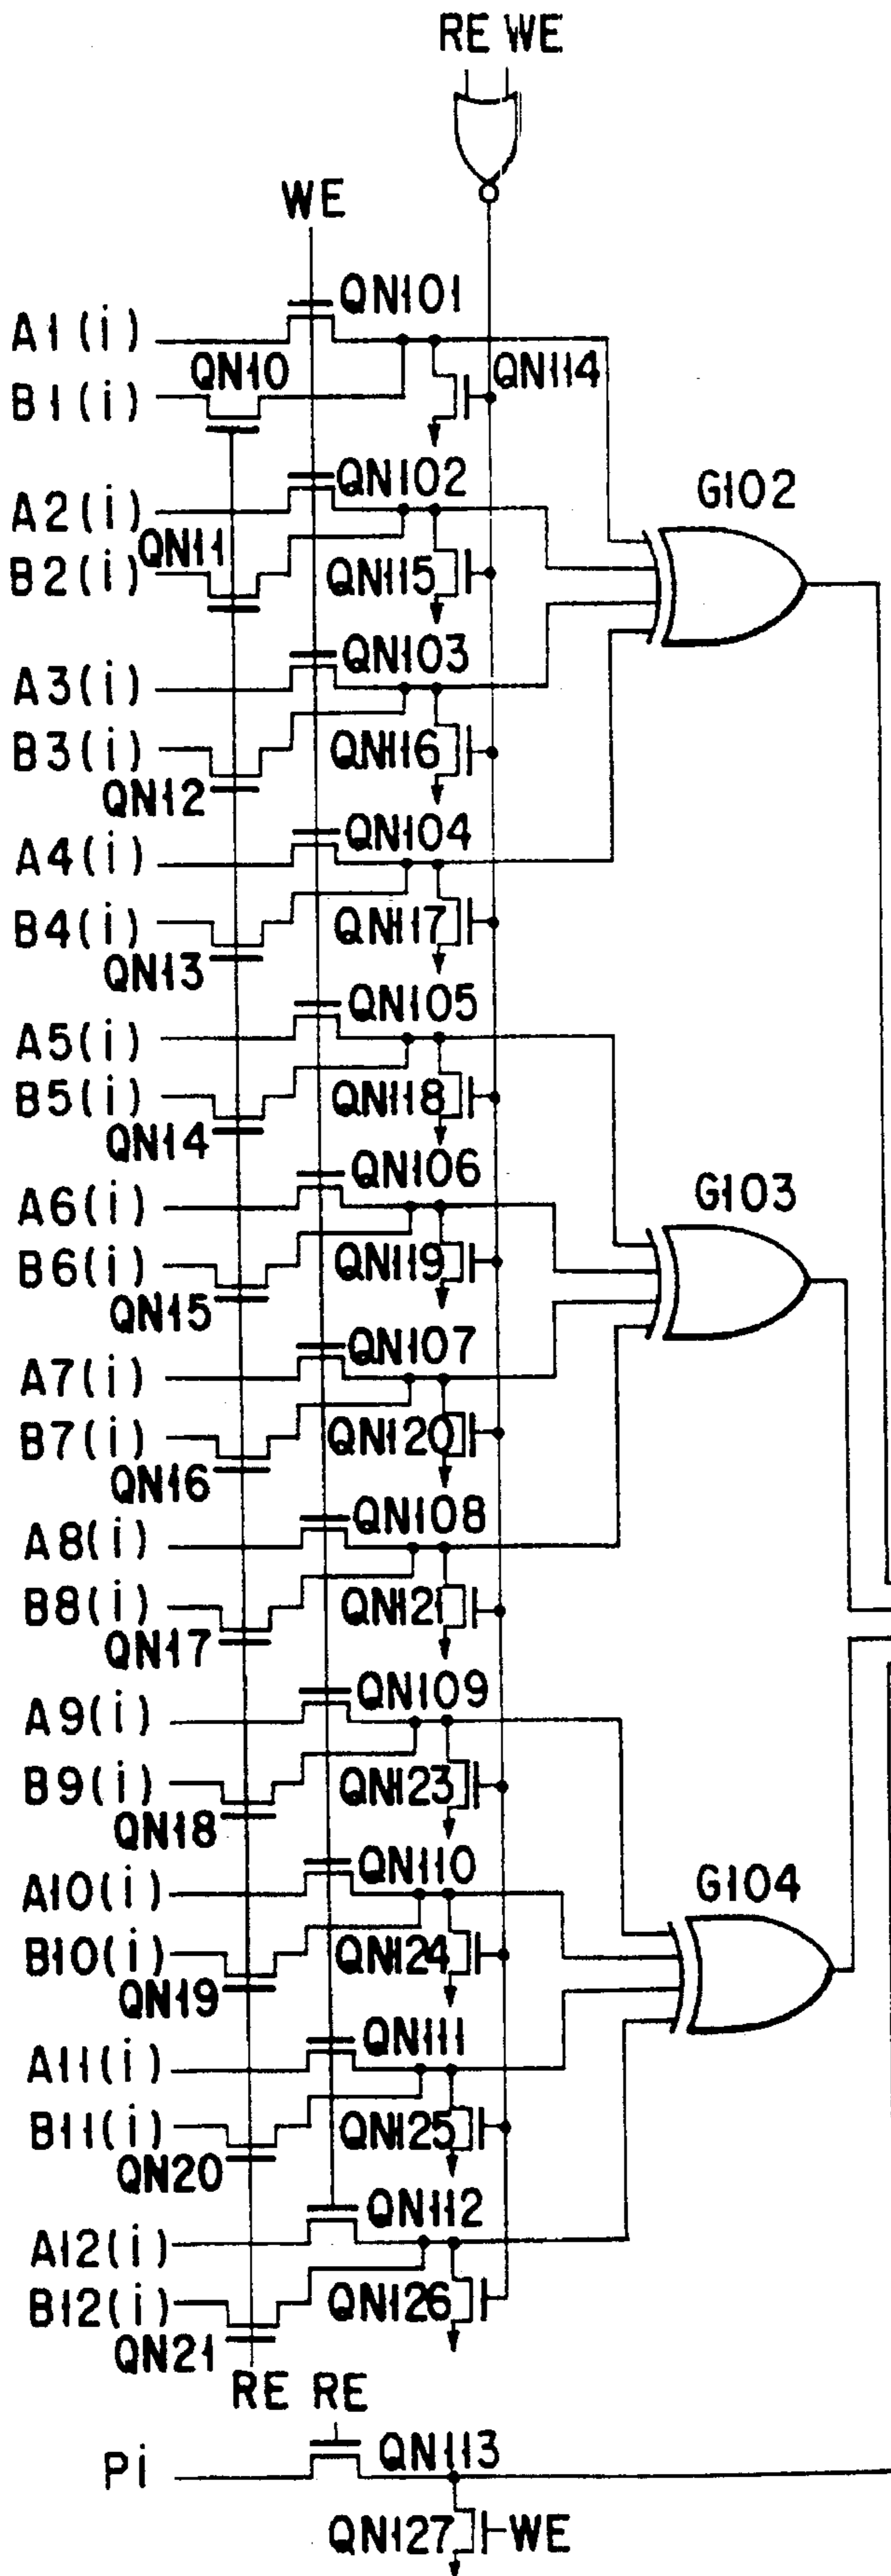 RE WE
WE
QN101
A1(i)
QN10
QN114
B1(i)
QN102
G102
A2(i)
QN11
B2(i)
QN115
QN103
A3(i)
B3(i)
QN116
QN12
QN104
A4(i)
B4(i)
QN117
QN13
QN105
A5(i)
B5(i)
QN118
QN14
QN106
G103
A6(i)
B6(i)
QN119
QN15
QN107
A7(i)
B7(i)
QN120
QN16
QN108
A8(i)
B8(i)
QN121
QN17
QN109
A9(i)
B9(i)
QN123
QN18
QN110
G104
A10(i)
B10(i)
QN124
QN19
QN111
A11(i)
B11(i)
QN125
QN20
QN112
A12(i)
B12(i)
QN126
QN21
RE RE
QN113
Pi
QN127
WE